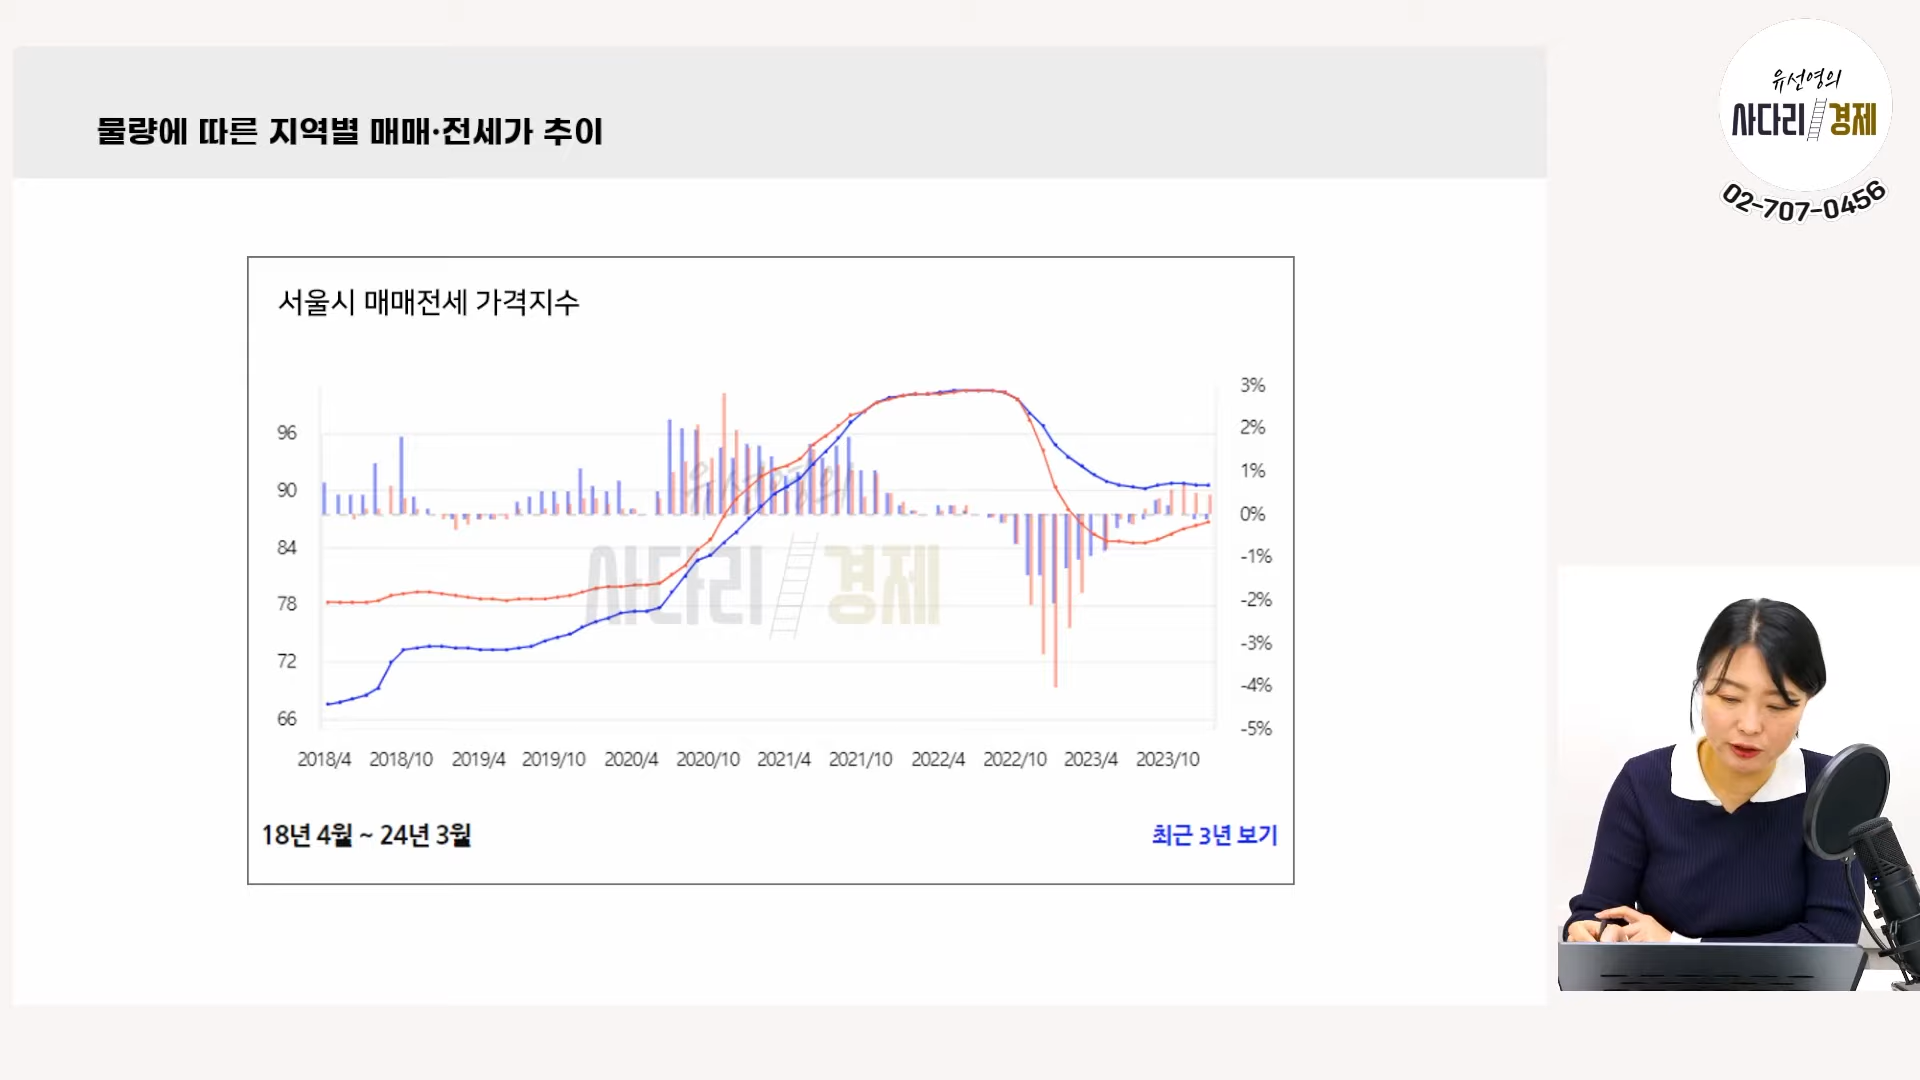 물량에 따른 지역별 매매·전세가 추이
유선영의
사다리 경제
02-707-0456
서울시 매매전세 가격지수
96
90
84
78
72
66
3%
2%
1%
0%
-1%
-2%
-3%
-4%
-5%
유선영의
사다리 경제
2018/4 2018/10 2019/4 2019/10 2020/4 2020/10 2021/4 2021/10 2022/4 2022/10 2023/4 2023/10
18년 4월 ~ 24년 3월
최근 3년 보기